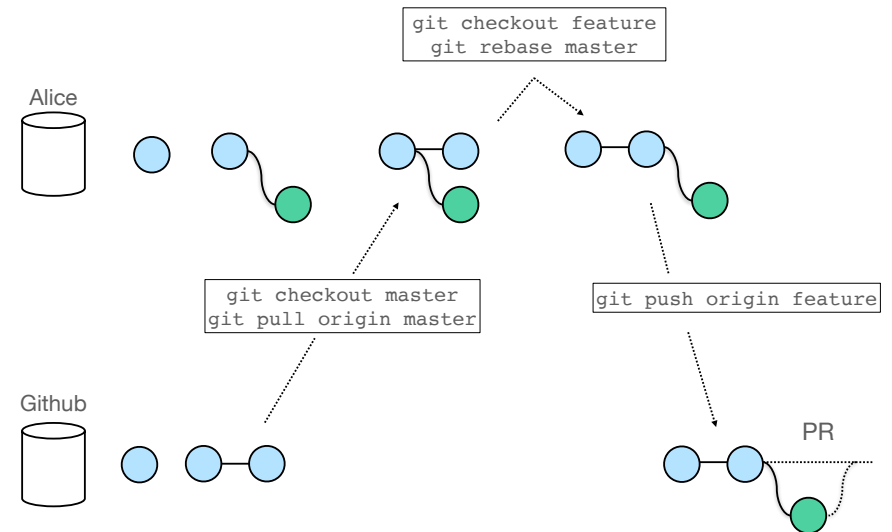 git checkout feature
git rebase master
Alice
git checkout master
git pull origin master
git push origin feature
Github
PR